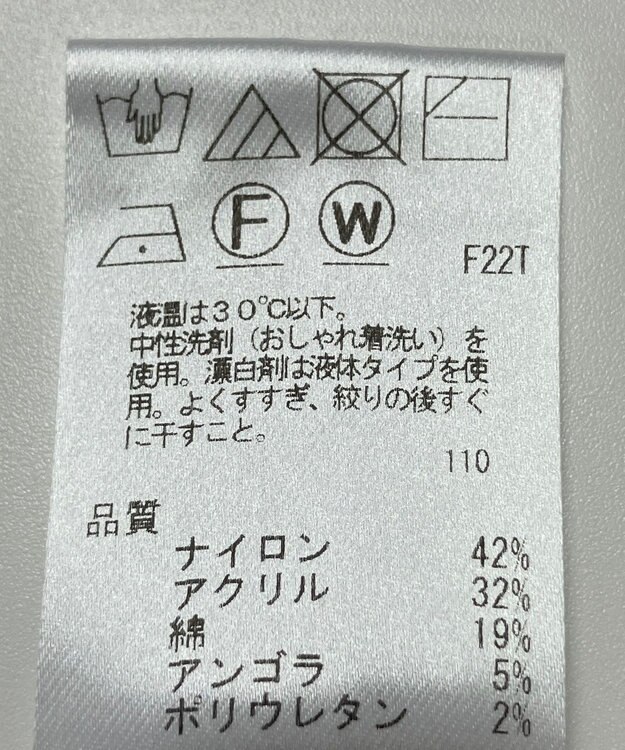 F W F22T
液温は30℃以下。
中性洗剤(おしゃれ着洗い)を
使用。漂白剤は液体タイプを使
用。よくすすぎ、絞りの後すぐ
に干すこと。
110
品質
ナイロン 42%
アクリル 32%
綿 19%
アンゴラ 5%
ポリウレタン 2%